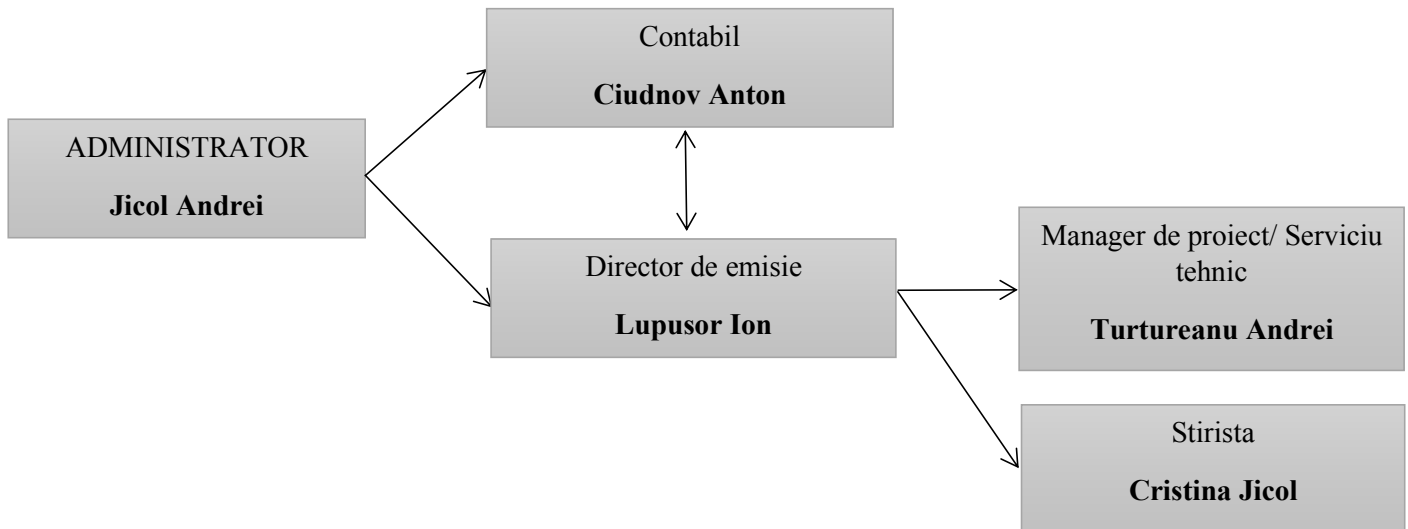 ADMINISTRATOR
Jicol Andrei
Contabil
Ciudnov Anton
Director de emisie
Lupusor Ion
Manager de proiect/ Serviciu
tehnic
Turtureanu Andrei
Stirista
Cristina Jicol